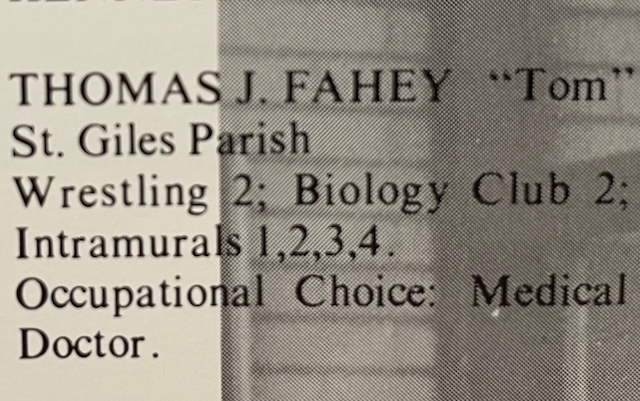 THOMAS J. FAHEY "Tom"
St. Giles Parish
Wrestling 2; Biology Club 2;
Intramurals 1,2,3,4.
Occupational Choice: Medical
Doctor.